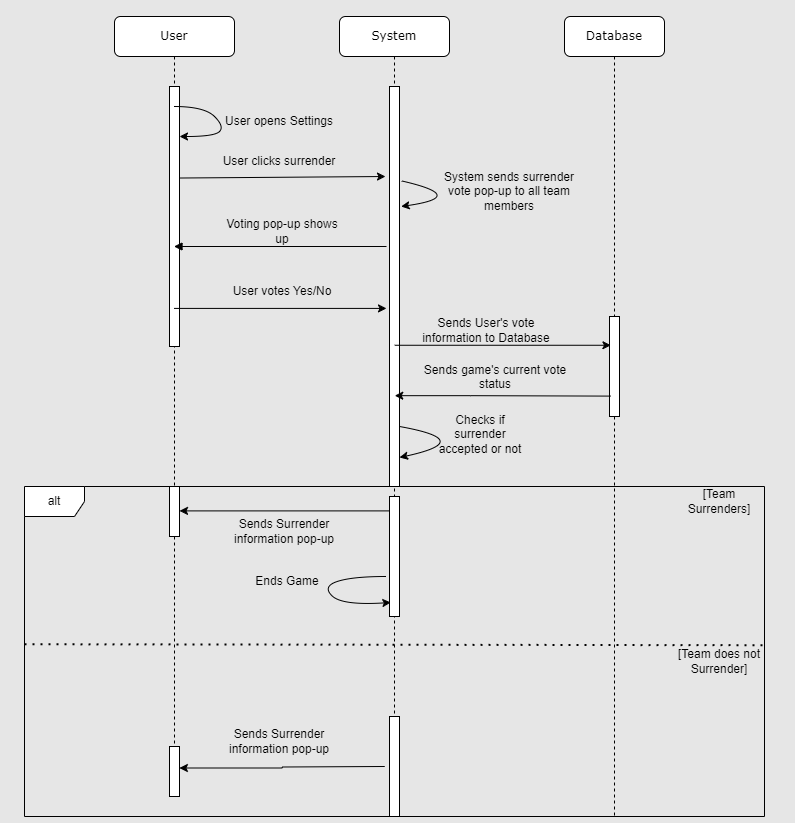 User
System
Database
User opens Settings
User clicks surrender
System sends surrender
vote pop-up to all team
members
Voting pop-up shows
up
User votes Yes/No
Sends User's vote
information to Database
Sends game's current vote
status
Checks if
surrender
accepted or not
alt
[Team
Surrenders]
Sends Surrender
information pop-up
Ends Game
[Team does not
Surrender]
Sends Surrender
information pop-up